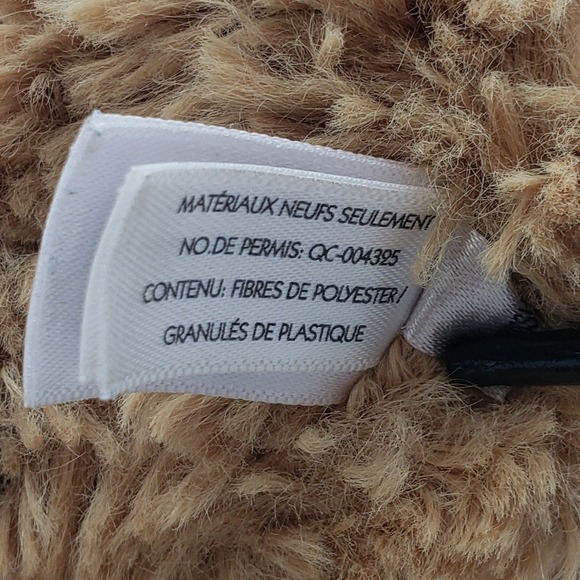 MATÉRIAUX NEUFS SEULEMENT
NO.DE PERMIS: QC-004325
CONTENU: FIBRES DE POLYESTER /
GRANULÉS DE PLASTIQUE